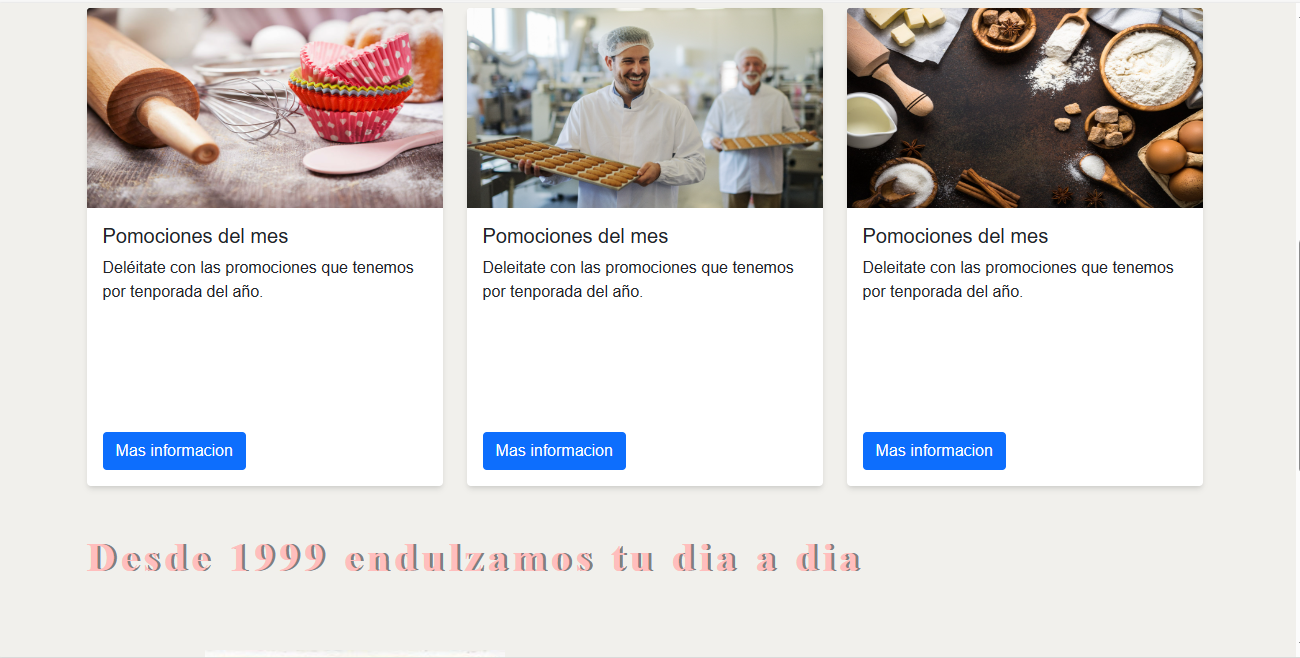 Pomociones del mes
Deléitate con las promociones que tenemos
por tenporada del año.
Mas informacion
Pomociones del mes
Deleitate con las promociones que tenemos
por tenporada del año.
Mas informacion
Pomociones del mes
Deleitate con las promociones que tenemos
por tenporada del año.
Mas informacion
Desde 1999 endulzamos tu dia a dia